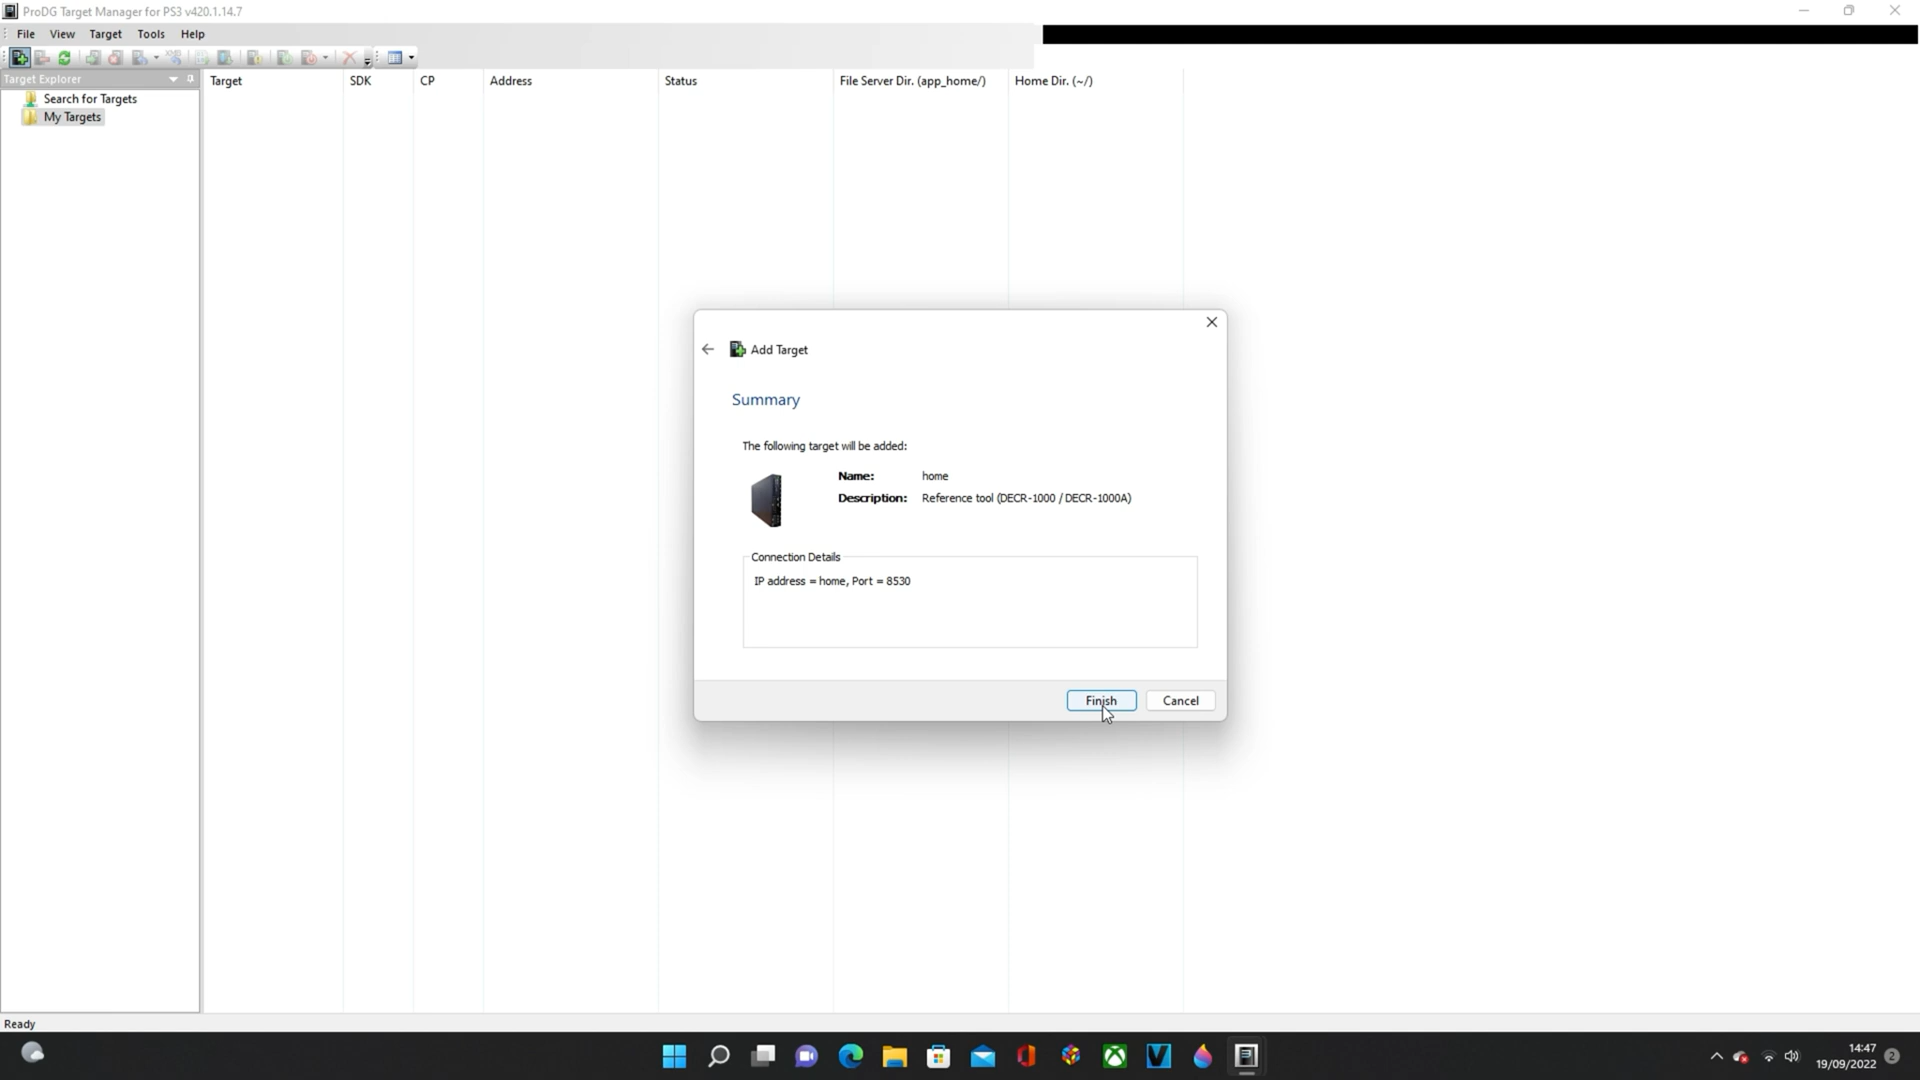 ProDG Target Manager for PS3 v420.1.14.7
File View Target Tools Help
Target Explorer
Search for Targets
My Targets
Target SDK CP Address Status File Server Dir. (app_home/) Home Dir. (~/)
Add Target
Summary
The following target will be added:
Name: home
Description: Reference tool (DECR-1000 / DECR-1000A)
Connection Details
IP address = home, Port = 8530
Finish Cancel
Ready
14:47
19/09/2022
2